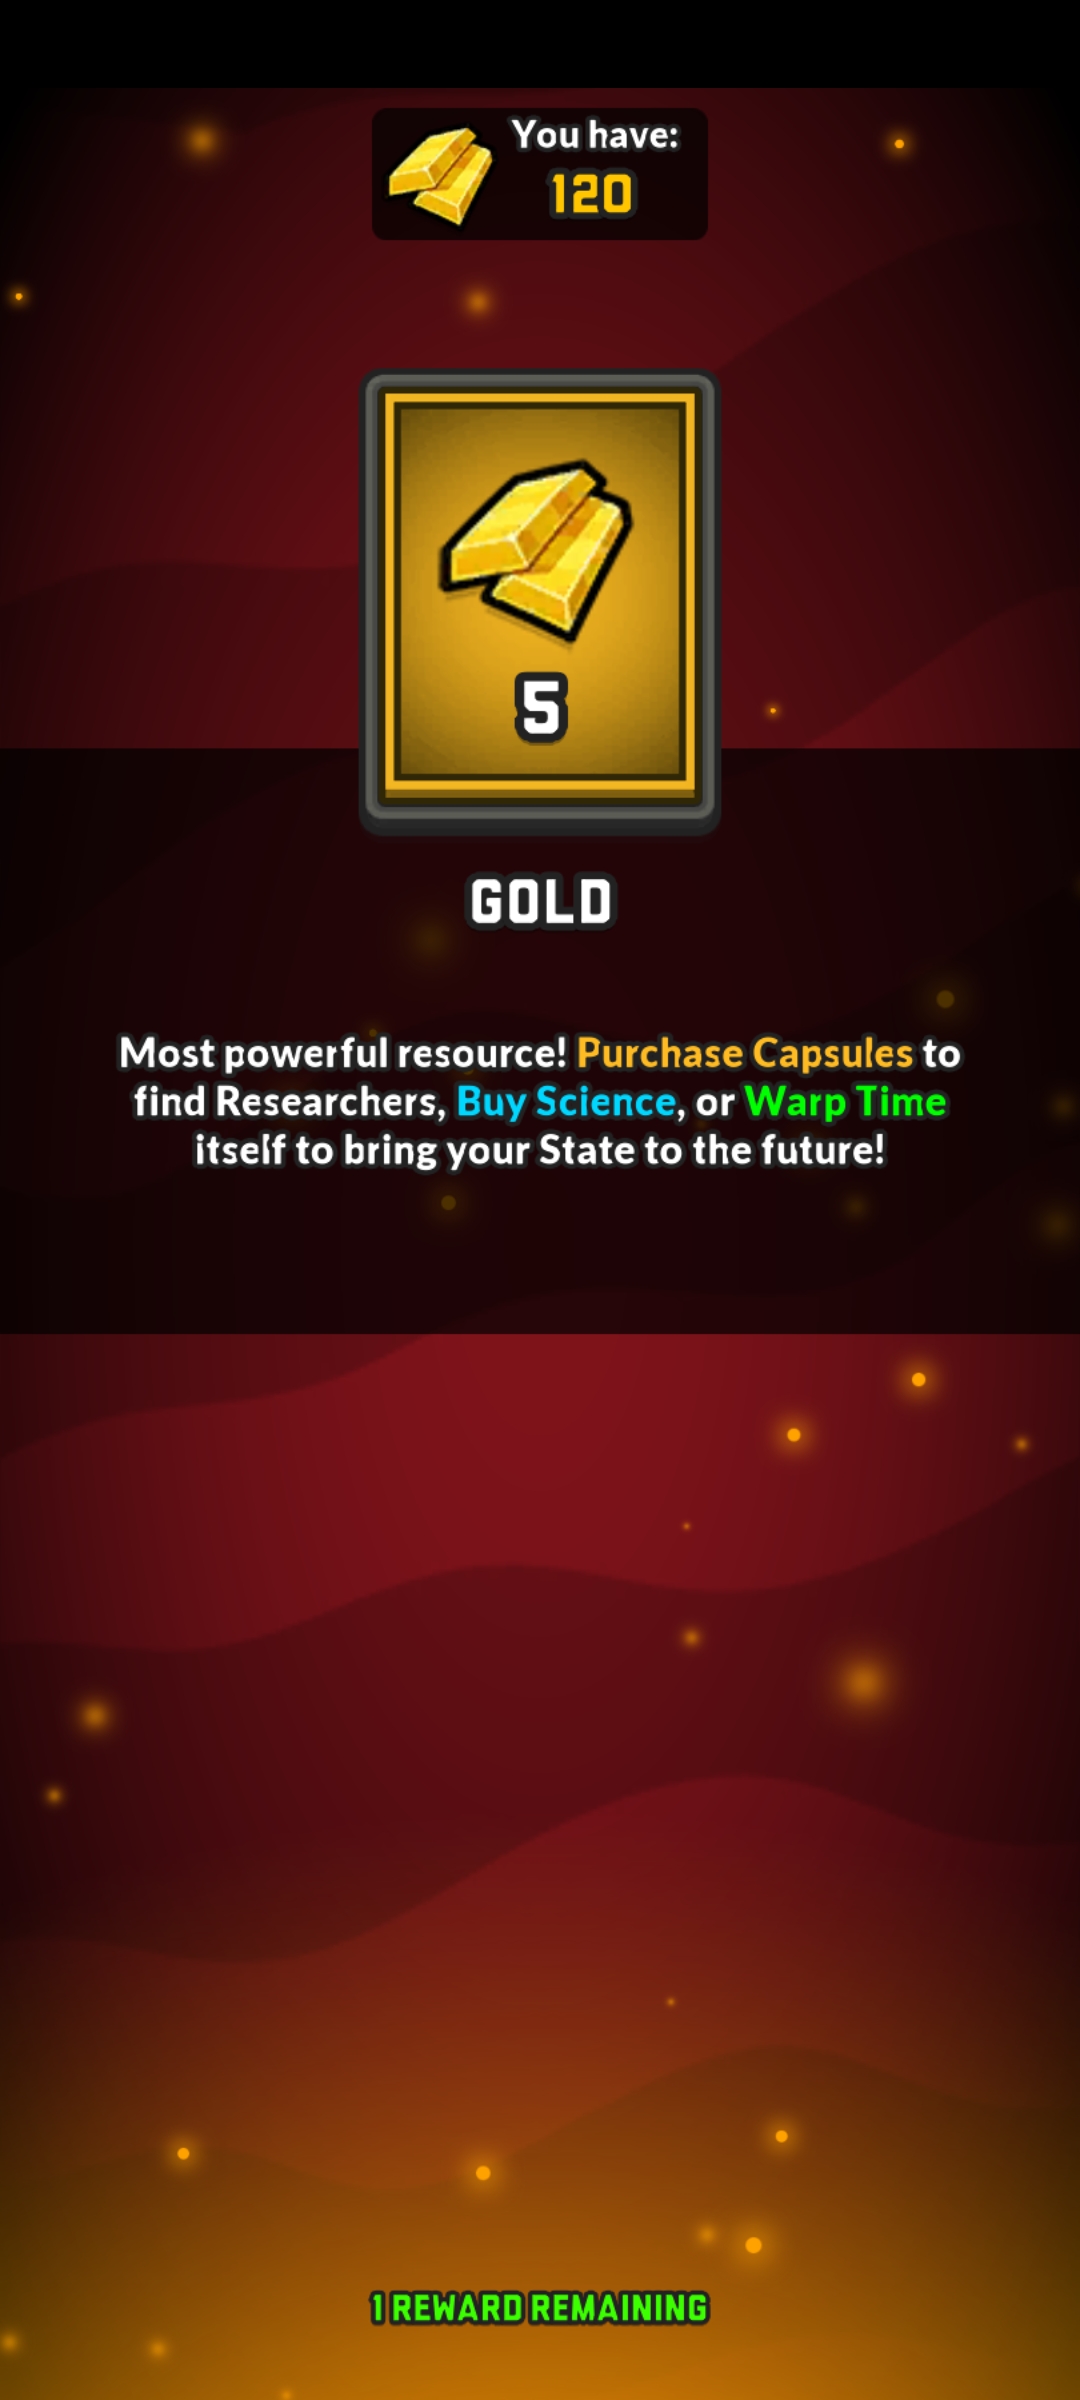 You have:
120
5
GOLD
Most powerful resource! Purchase Capsules to
find Researchers, Buy Science, or Warp Time
itself to bring your State to the future!
1 REWARD REMAINING